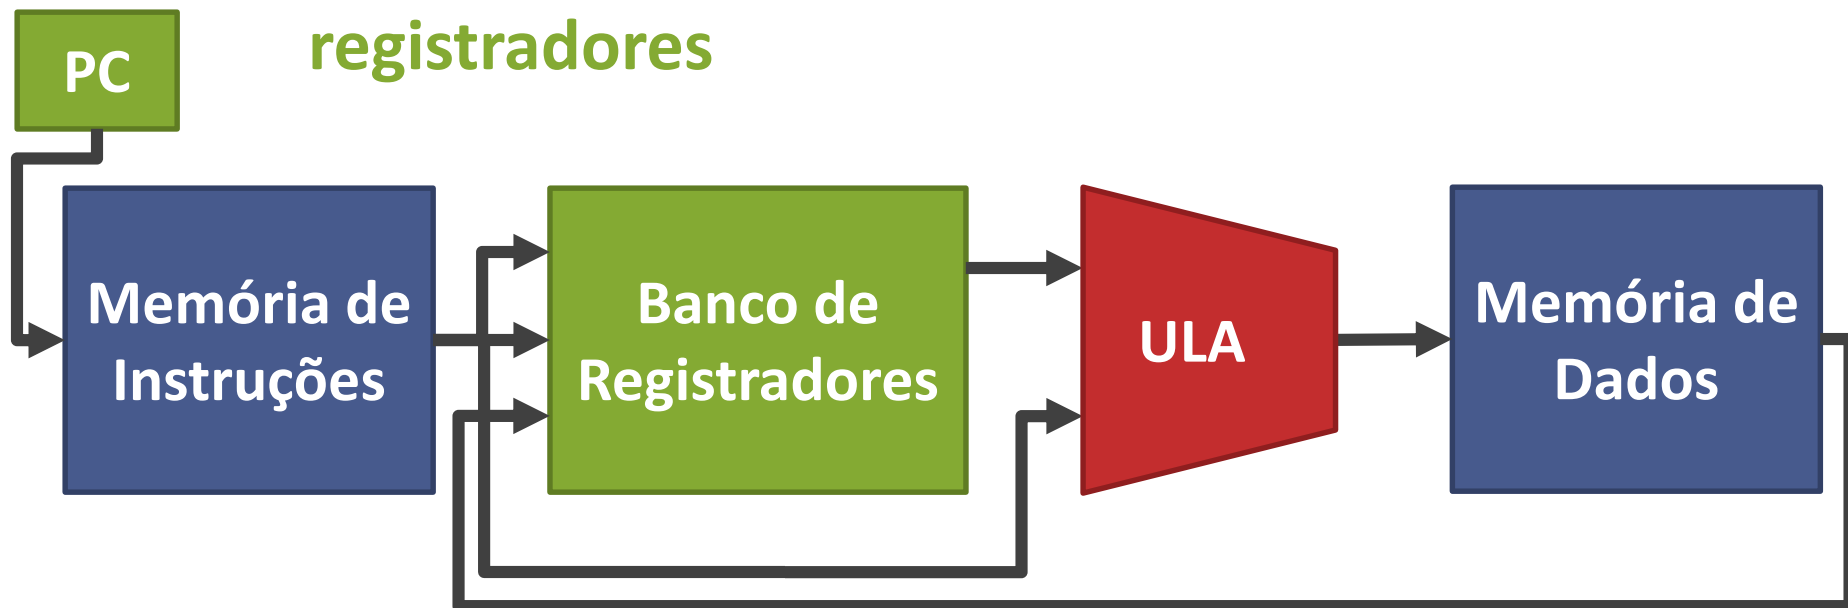 registradores
PC
Memória de
Instruções
Banco de
Registradores
ULA
Memória de
Dados